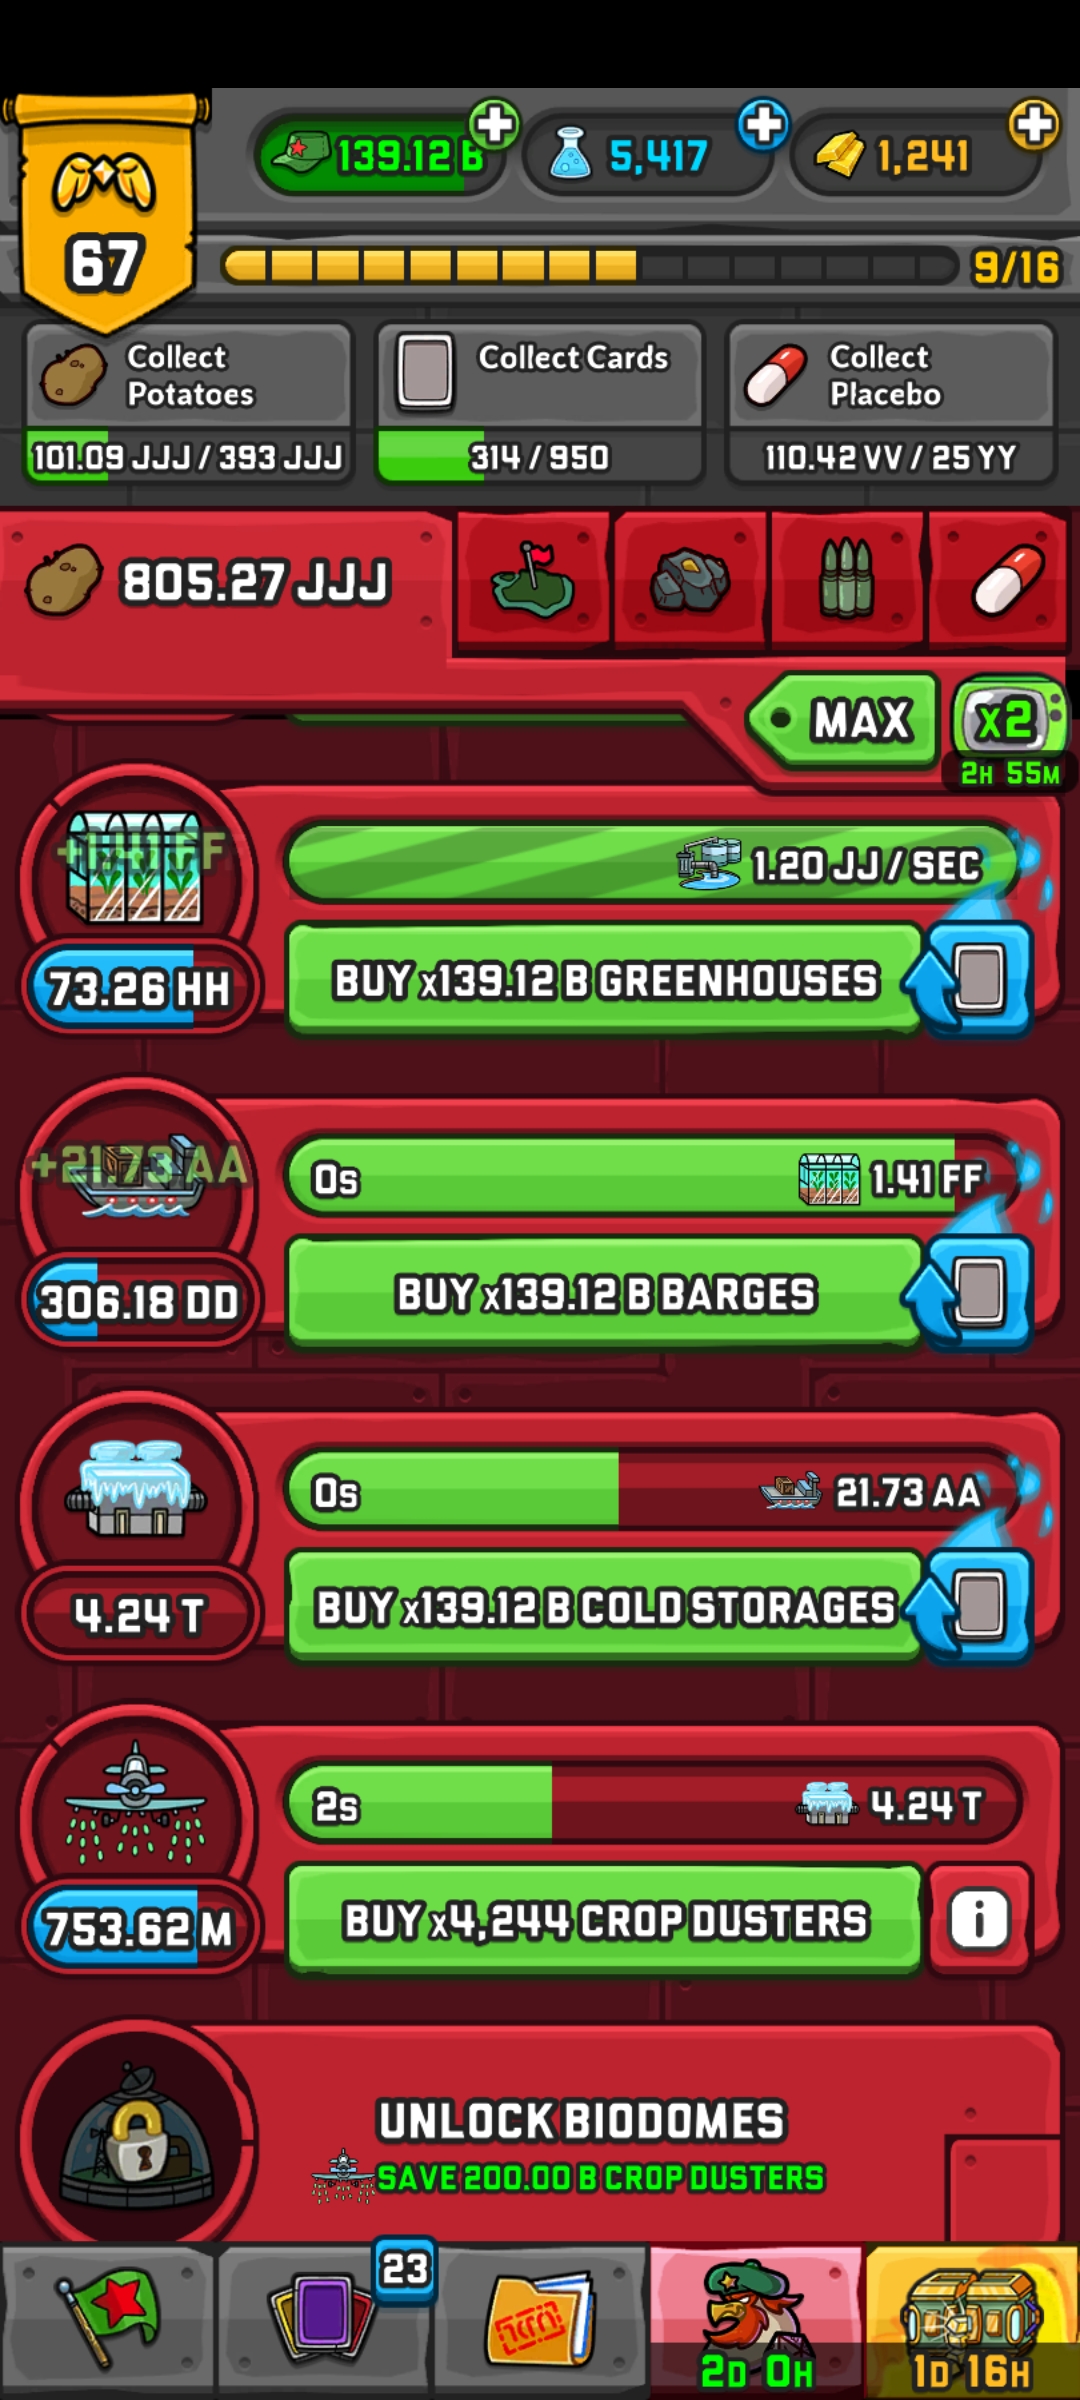 139.12 B
5,417
1,241
67
9/16
Collect
Potatoes
101.09 JJJ / 393 JJJ
Collect Cards
314 / 950
Collect
Placebo
110.42 VV / 25 YY
805.27 JJJ
MAX
x2
2H 55M
1.20 JJ / SEC
73.26 HH
BUY x139.12 B GREENHOUSES
+21.73 AA
0s
1.41 FF
306.18 DD
BUY x139.12 B BARGES
0s
21.73 AA
4.24 T
BUY x139.12 B COLD STORAGES
2s
4.24 T
753.62 M
BUY x4,244 CROP DUSTERS
i
UNLOCK BIODOMES
SAVE 200.00 B CROP DUSTERS
23
2D 0H
1D 16H